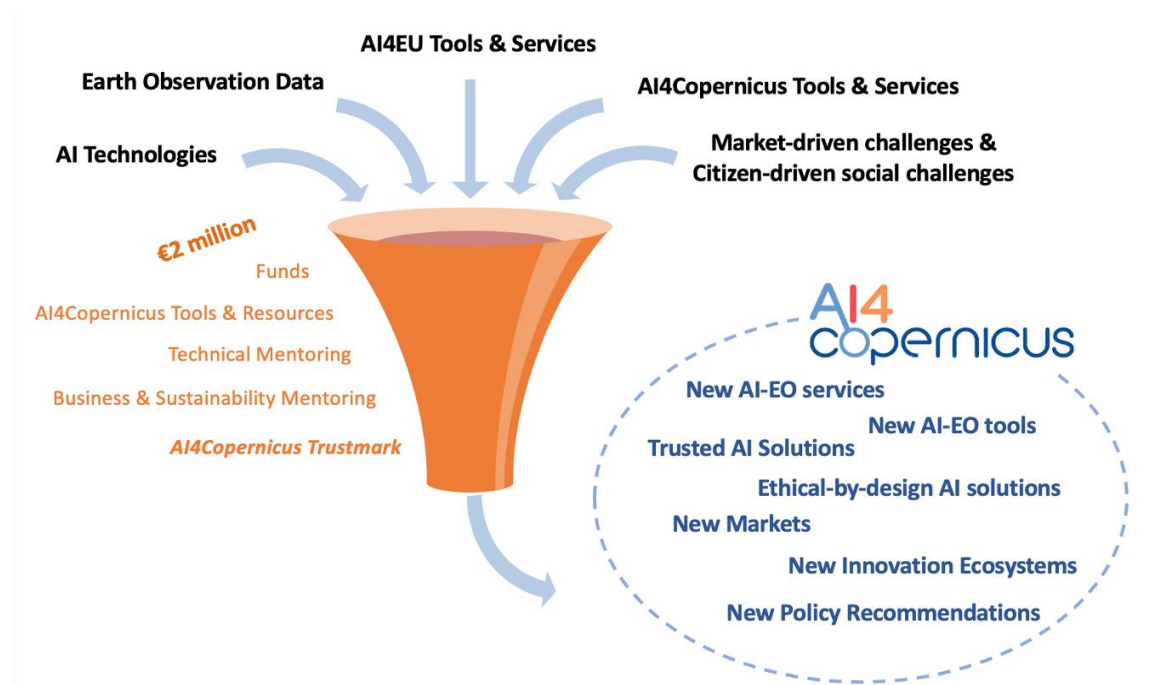 AI4EU Tools & Services
Earth Observation Data
AI4Copernicus Tools & Services
AI Technologies
Market-driven challenges &
Citizen-driven social challenges
€2 million
Funds
AI4Copernicus Tools & Resources
Technical Mentoring
Business & Sustainability Mentoring
AI4Copernicus Trustmark
AI4
copernicus
New AI-EO services
New AI-EO tools
Trusted AI Solutions
Ethical-by-design AI solutions
New Markets
New Innovation Ecosystems
New Policy Recommendations